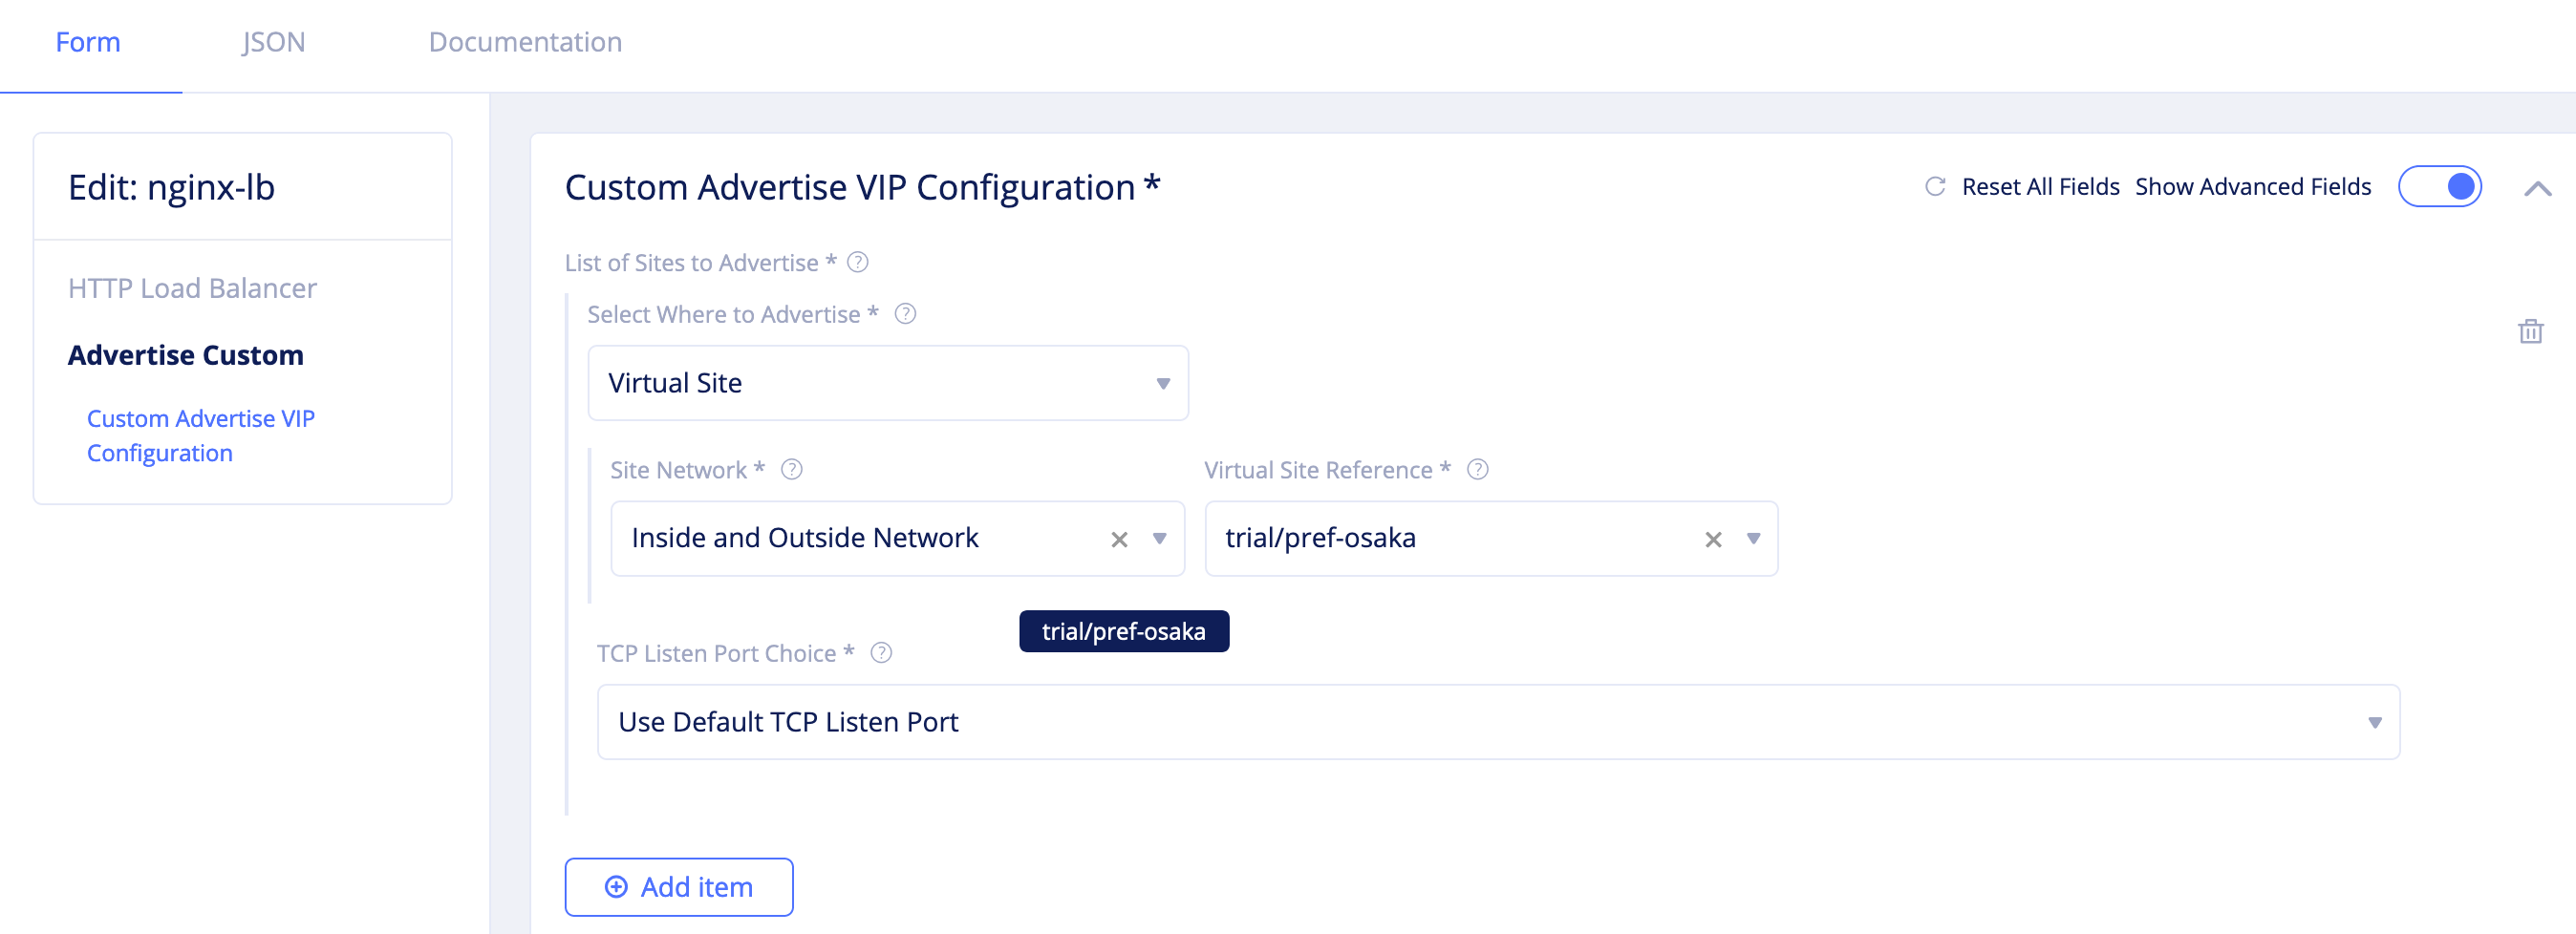 Form JSON Documentation
Edit: nginx-lb
HTTP Load Balancer
Advertise Custom
Custom Advertise VIP
Configuration
Custom Advertise VIP Configuration *
Reset All Fields Show Advanced Fields
List of Sites to Advertise * ?
Select Where to Advertise * ?
Virtual Site
Site Network * ? Virtual Site Reference * ?
Inside and Outside Network trial/pref-osaka
trial/pref-osaka
TCP Listen Port Choice * ?
Use Default TCP Listen Port
Add item